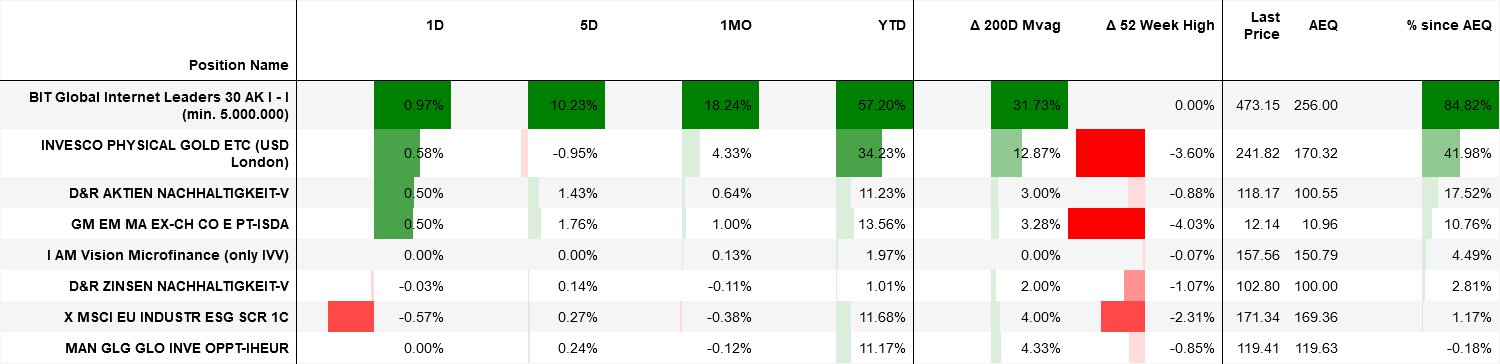 Position Name 1D 5D 1MO YTD Δ 200D Mvag Δ 52 Week High Last Price AEQ % since AEQ
BIT Global Internet Leaders 30 AK I - I (min. 5.000.000) 0.97% 10.23% 18.24% 57.20% 31.73% 0.00% 473.15 256.00 84.82%
INVESCO PHYSICAL GOLD ETC (USD London) 0.58% -0.95% 4.33% 34.23% 12.87% -3.60% 241.82 170.32 41.98%
D&R AKTIEN NACHHALTIGKEIT-V 0.50% 1.43% 0.64% 11.23% 3.00% -0.88% 118.17 100.55 17.52%
GM EM MA EX-CH CO E PT-ISDA 0.50% 1.76% 1.00% 13.56% 3.28% -4.03% 12.14 10.96 10.76%
I AM Vision Microfinance (only IVV) 0.00% 0.00% 0.13% 1.97% 0.00% -0.07% 157.56 150.79 4.49%
D&R ZINSEN NACHHALTIGKEIT-V -0.03% 0.14% -0.11% 1.01% 2.00% -1.07% 102.80 100.00 2.81%
X MSCI EU INDUSTR ESG SCR 1C -0.57% 0.27% -0.38% 11.68% 4.00% -2.31% 171.34 169.36 1.17%
MAN GLG GLO INVE OPPT-IHEUR 0.00% 0.24% -0.12% 11.17% 4.33% -0.85% 119.41 119.63 -0.18%